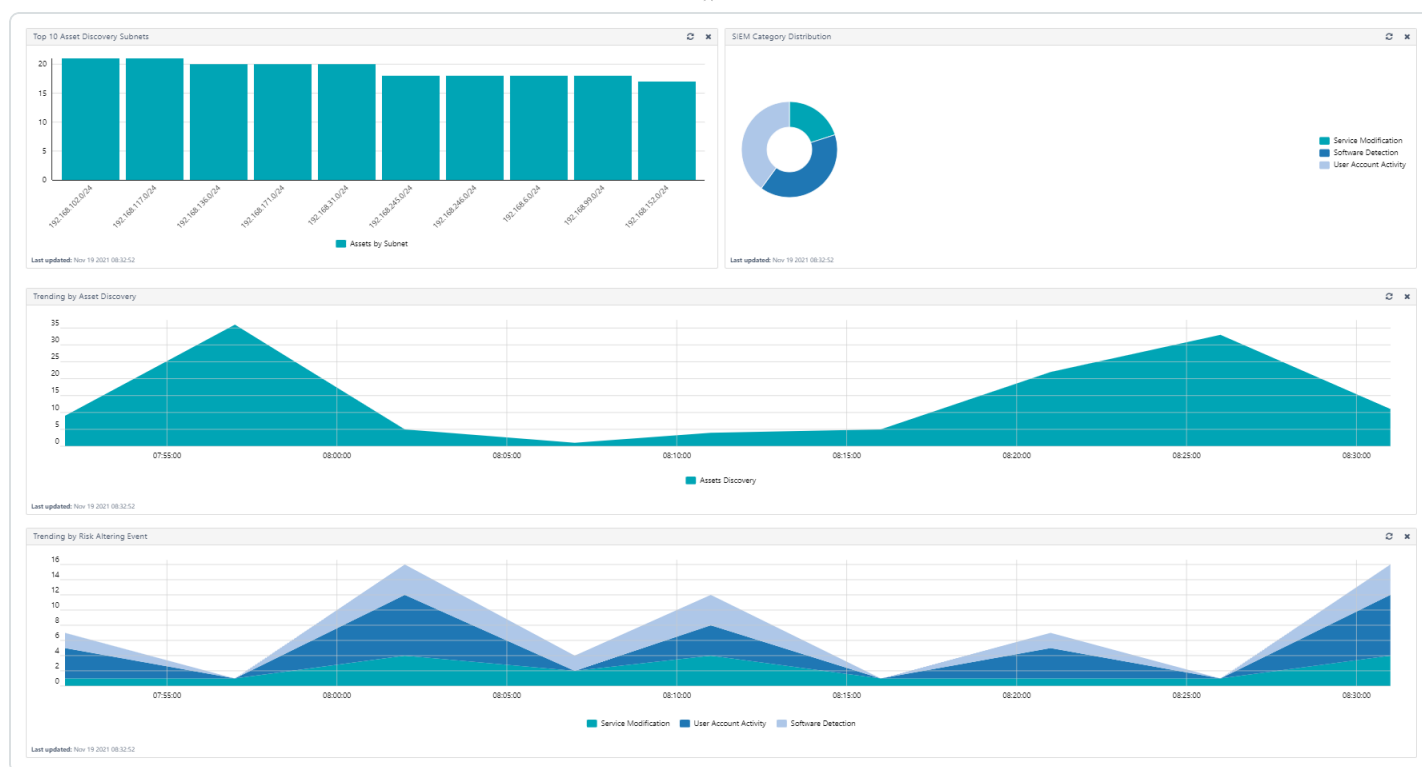 Top 10 Asset Discovery Subnets
20
15
10
5
0
192.168.102.0/24
192.168.117.0/24
192.168.136.0/24
192.168.171.0/24
192.168.31.0/24
192.168.245.0/24
192.168.246.0/24
192.168.6.0/24
192.168.99.0/24
192.168.152.0/24
Assets by Subnet
Last updated: Nov 19 2021 08:32:52
SIEM Category Distribution
Service Modification
Software Detection
User Account Activity
Last updated: Nov 19 2021 08:32:52
Trending by Asset Discovery
35
30
25
20
15
10
5
0
07:55:00 08:00:00 08:05:00 08:10:00 08:15:00 08:20:00 08:25:00 08:30:00
Assets Discovery
Last updated: Nov 19 2021 08:32:52
Trending by Risk Altering Event
16
14
12
10
8
6
4
2
0
07:55:00 08:00:00 08:05:00 08:10:00 08:15:00 08:20:00 08:25:00 08:30:00
Service Modification User Account Activity Software Detection
Last updated: Nov 19 2021 08:32:52